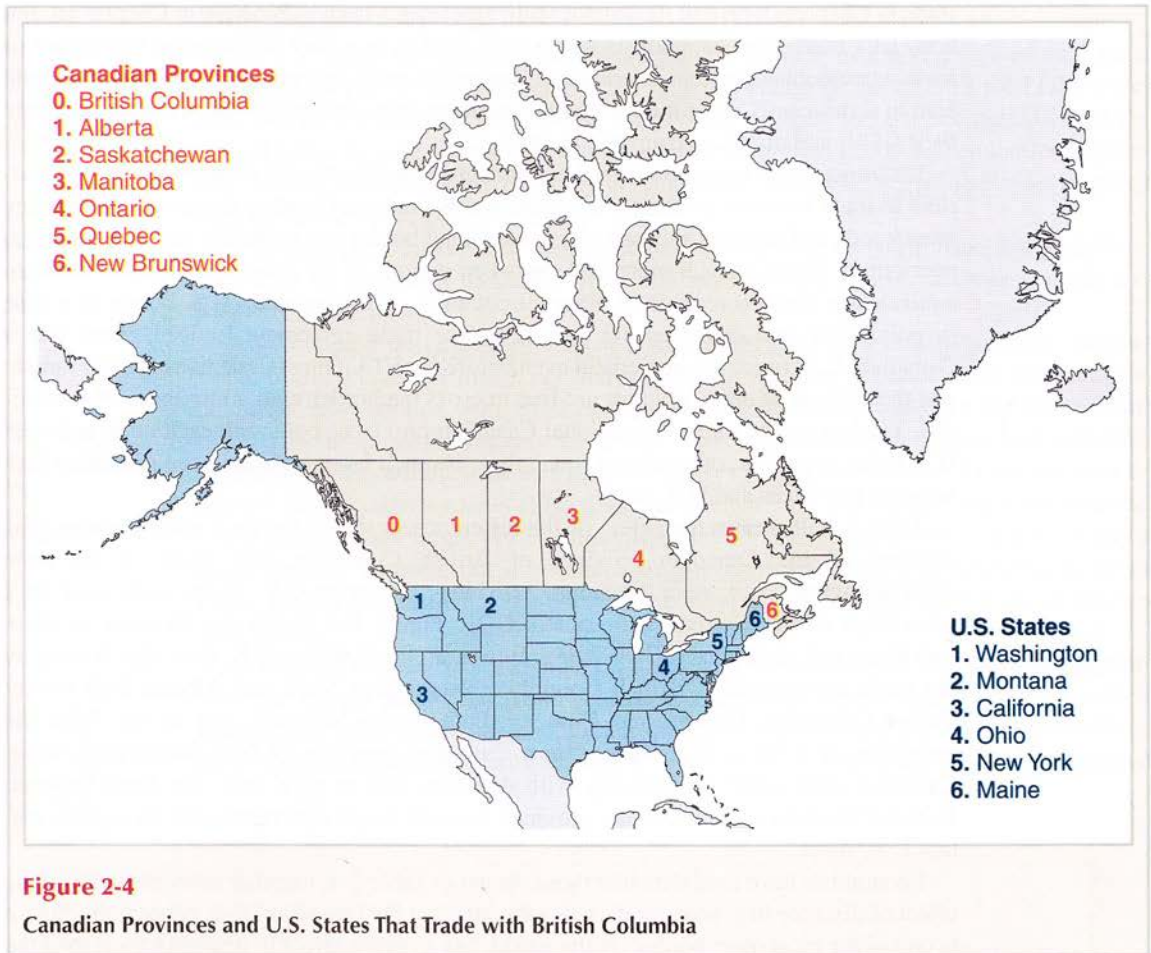 Canadian Provinces
0. British Columbia
1. Alberta
2. Saskatchewan
3. Manitoba
4. Ontario
5. Quebec
6. New Brunswick
0 1 2 3
4
5
6
1 2
3
4
5
6
U.S. States
1. Washington
2. Montana
3. California
4. Ohio
5. New York
6. Maine
Figure 2-4
Canadian Provinces and U.S. States That Trade with British Columbia